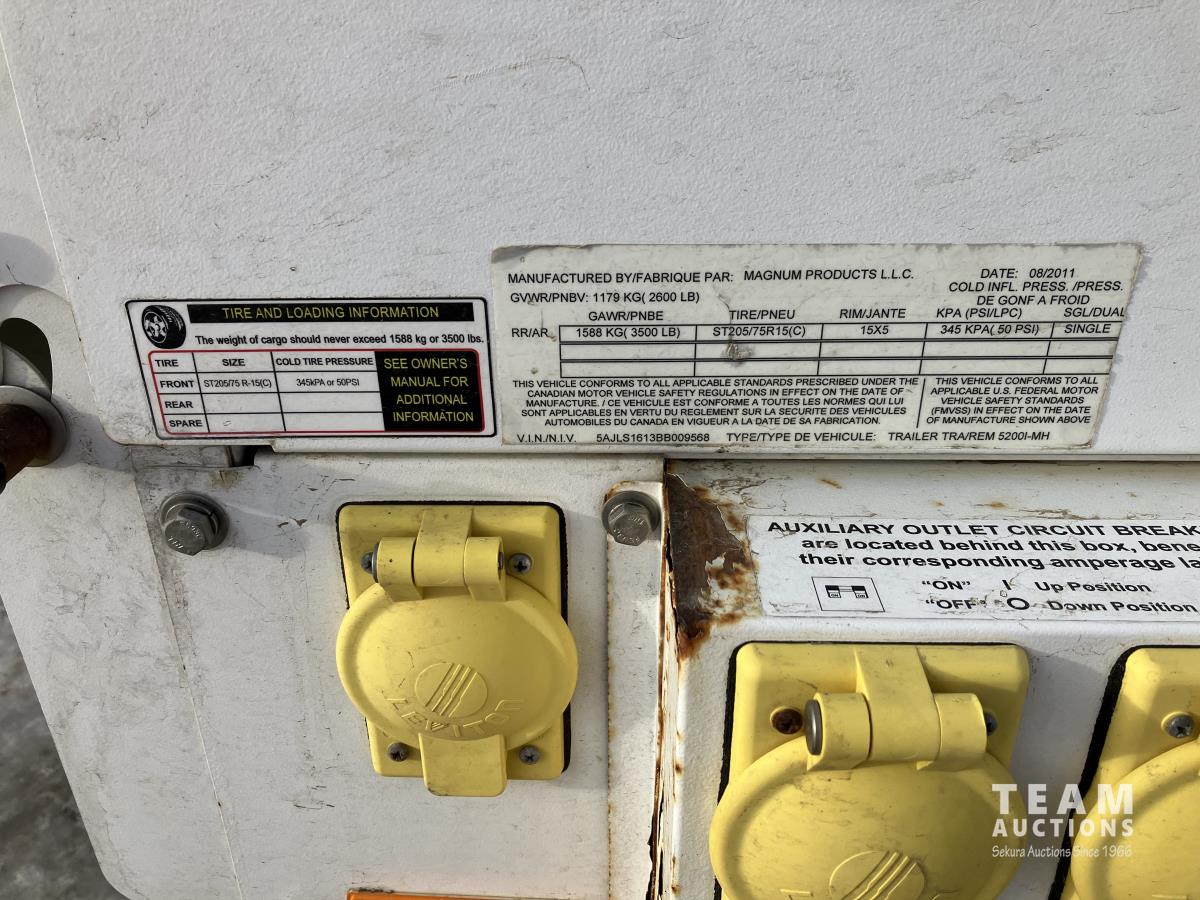 TIRE AND LOADING INFORMATION
The weight of cargo should never exceed 1588 kg or 3500 lbs.
TIRE SIZE COLD TIRE PRESSURE
FRONT ST205/75 R-15(C) 345kPA or 50PSI
REAR
SPARE
SEE OWNER'S
MANUAL FOR
ADDITIONAL
INFORMATION
MANUFACTURED BY/FABRIQUE PAR: MAGNUM PRODUCTS L.L.C. DATE: 08/2011
GVWR/PNBV: 1179 KG( 2600 LB) COLD INFL. PRESS. /PRESS.
DE GONF A FROID
GAWR/PNBE TIRE/PNEU RIM/JANTE KPA (PSI/LPC) SGL/DUAL
RR/AR 1588 KG( 3500 LB) ST205/75R15(C) 15X5 345 KPA( 50 PSI) SINGLE
THIS VEHICLE CONFORMS TO ALL APPLICABLE STANDARDS PRESCRIBED UNDER THE
CANADIAN MOTOR VEHICLE SAFETY REGULATIONS IN EFFECT ON THE DATE OF
MANUFACTURE. / CE VEHICULE EST CONFORME A TOUTES LES NORMES QUI LUI
SONT APPLICABLES EN VERTU DU REGLEMENT SUR LA SECURITE DES VEHICULES
AUTOMOBILES DU CANADA EN VIGUEUR A LA DATE DE SA FABRICATION.
THIS VEHICLE CONFORMS TO ALL
APPLICABLE U.S. FEDERAL MOTOR
VEHICLE SAFETY STANDARDS
(FMVSS) IN EFFECT ON THE DATE
OF MANUFACTURE SHOWN ABOVE
V.I.N/N.I.V. 5AJLS1613BB009568 TYPE/TYPE DE VEHICULE: TRAILER TRA/REM 5200I-MH
AUXILIARY OUTLET CIRCUIT BREAK
are located behind this box, bene
their corresponding amperage la
"ON" I Up Position
"OFF" O Down Position
LEVITON
TEAM
AUCTIONS
Sekura Auctions Since 1966